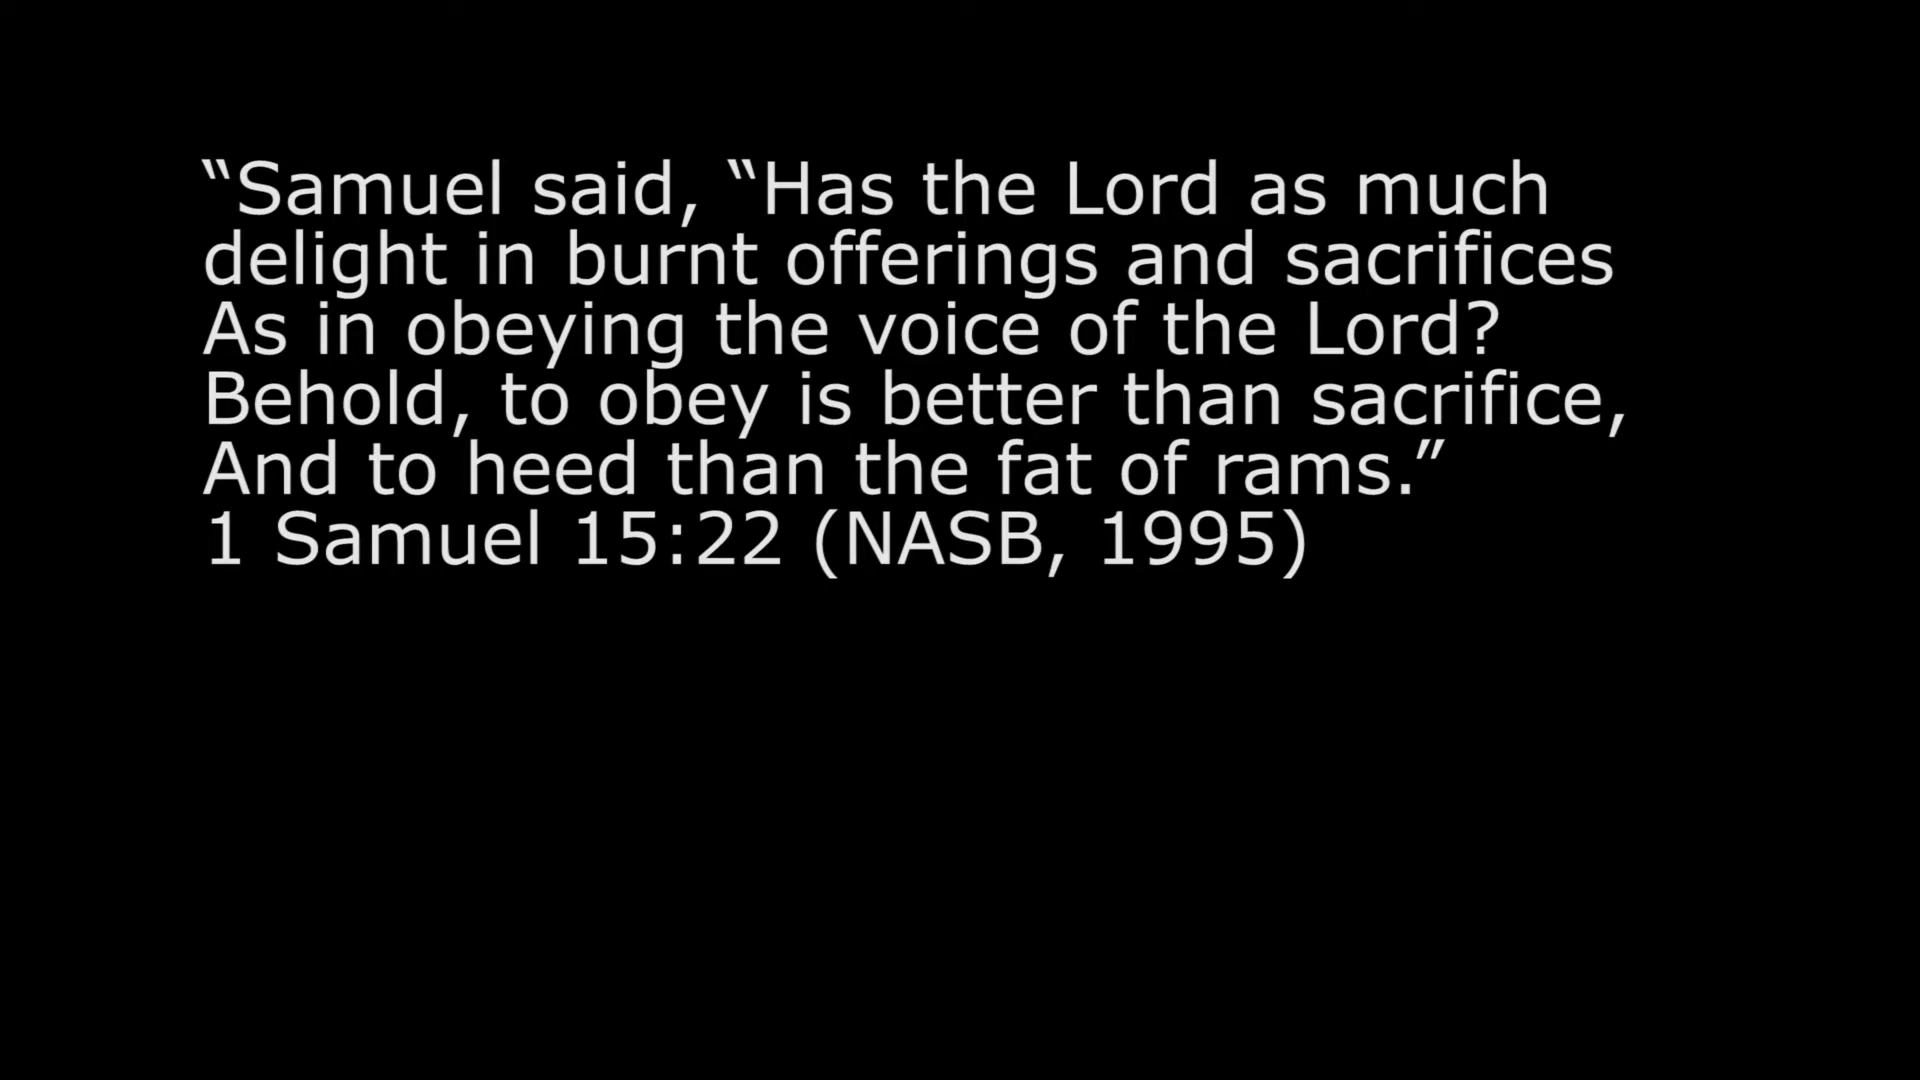 “Samuel said, “Has the Lord as much
delight in burnt offerings and sacrifices
As in obeying the voice of the Lord?
Behold, to obey is better than sacrifice,
And to heed than the fat of rams.”
1 Samuel 15:22 (NASB, 1995)